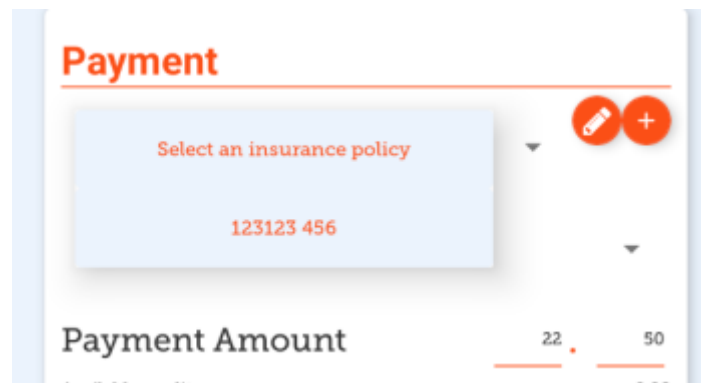 Payment
Select an insurance policy
123123 456
Payment Amount
22 . 50